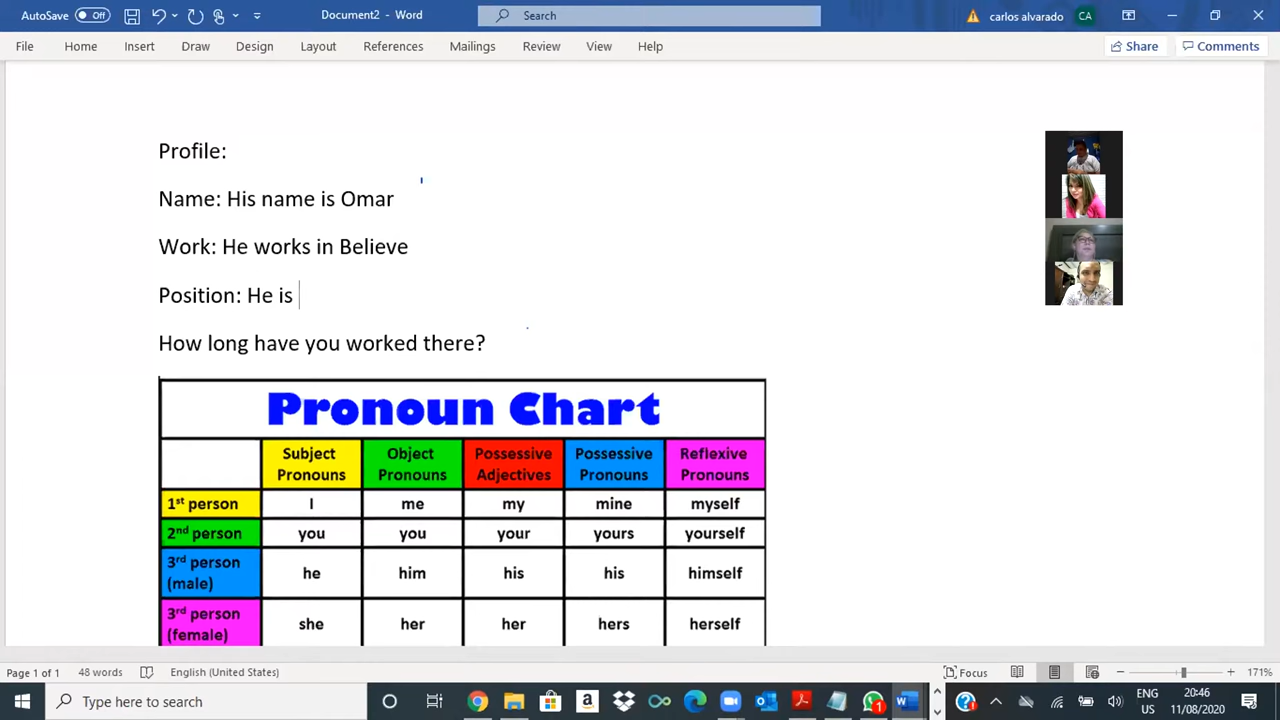 AutoSave Off Document2 - Word Search carlos alvarado CA
File Home Insert Draw Design Layout References Mailings Review View Help Share Comments
Profile:
Name: His name is Omar
Work: He works in Believe
Position: He is
How long have you worked there?
Pronoun Chart
Subject Pronouns Object Pronouns Possessive Adjectives Possessive Pronouns Reflexive Pronouns
1st person I me my mine myself
2nd person you you your yours yourself
3rd person (male) he him his his himself
3rd person (female) she her her hers herself
Page 1 of 1 48 words English (United States) Focus 171%
Type here to search ENG 20:46
US 11/08/2020